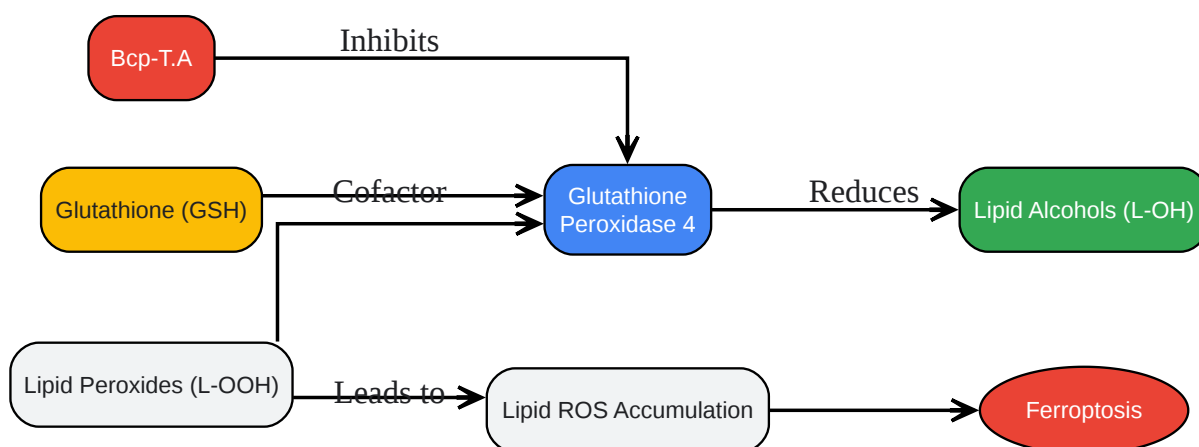 Inhibits
Bcp-T.A
Glutathione (GSH)
Cofactor
Glutathione
Peroxidase 4
Reduces
Lipid Alcohols (L-OH)
Lipid Peroxides (L-OOH)
Leads to
Lipid ROS Accumulation
Ferroptosis